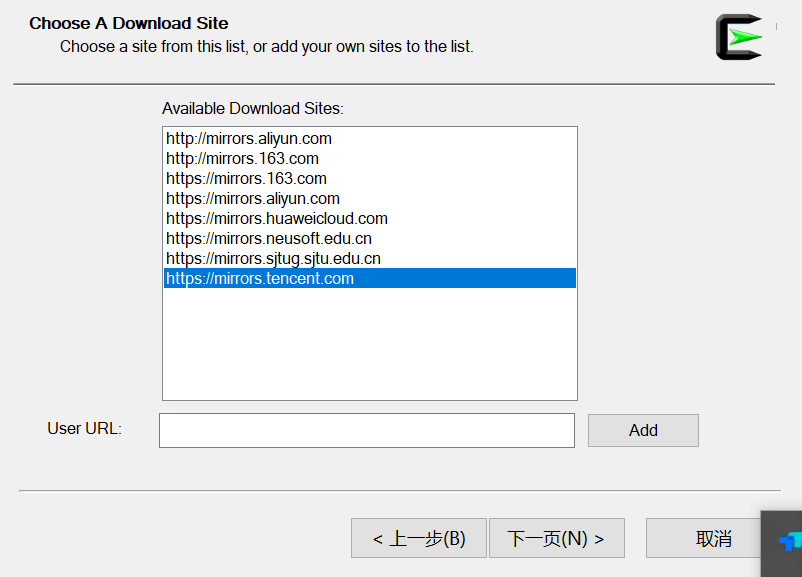 Choose A Download Site
Choose a site from this list, or add your own sites to the list.
Available Download Sites:
http://mirrors.aliyun.com
http://mirrors.163.com
https://mirrors.163.com
https://mirrors.aliyun.com
https://mirrors.huaweicloud.com
https://mirrors.neusoft.edu.cn
https://mirrors.sjtug.sjtu.edu.cn
https://mirrors.tencent.com
User URL:
Add
< 上一步(B)
下一页(N) >
取消